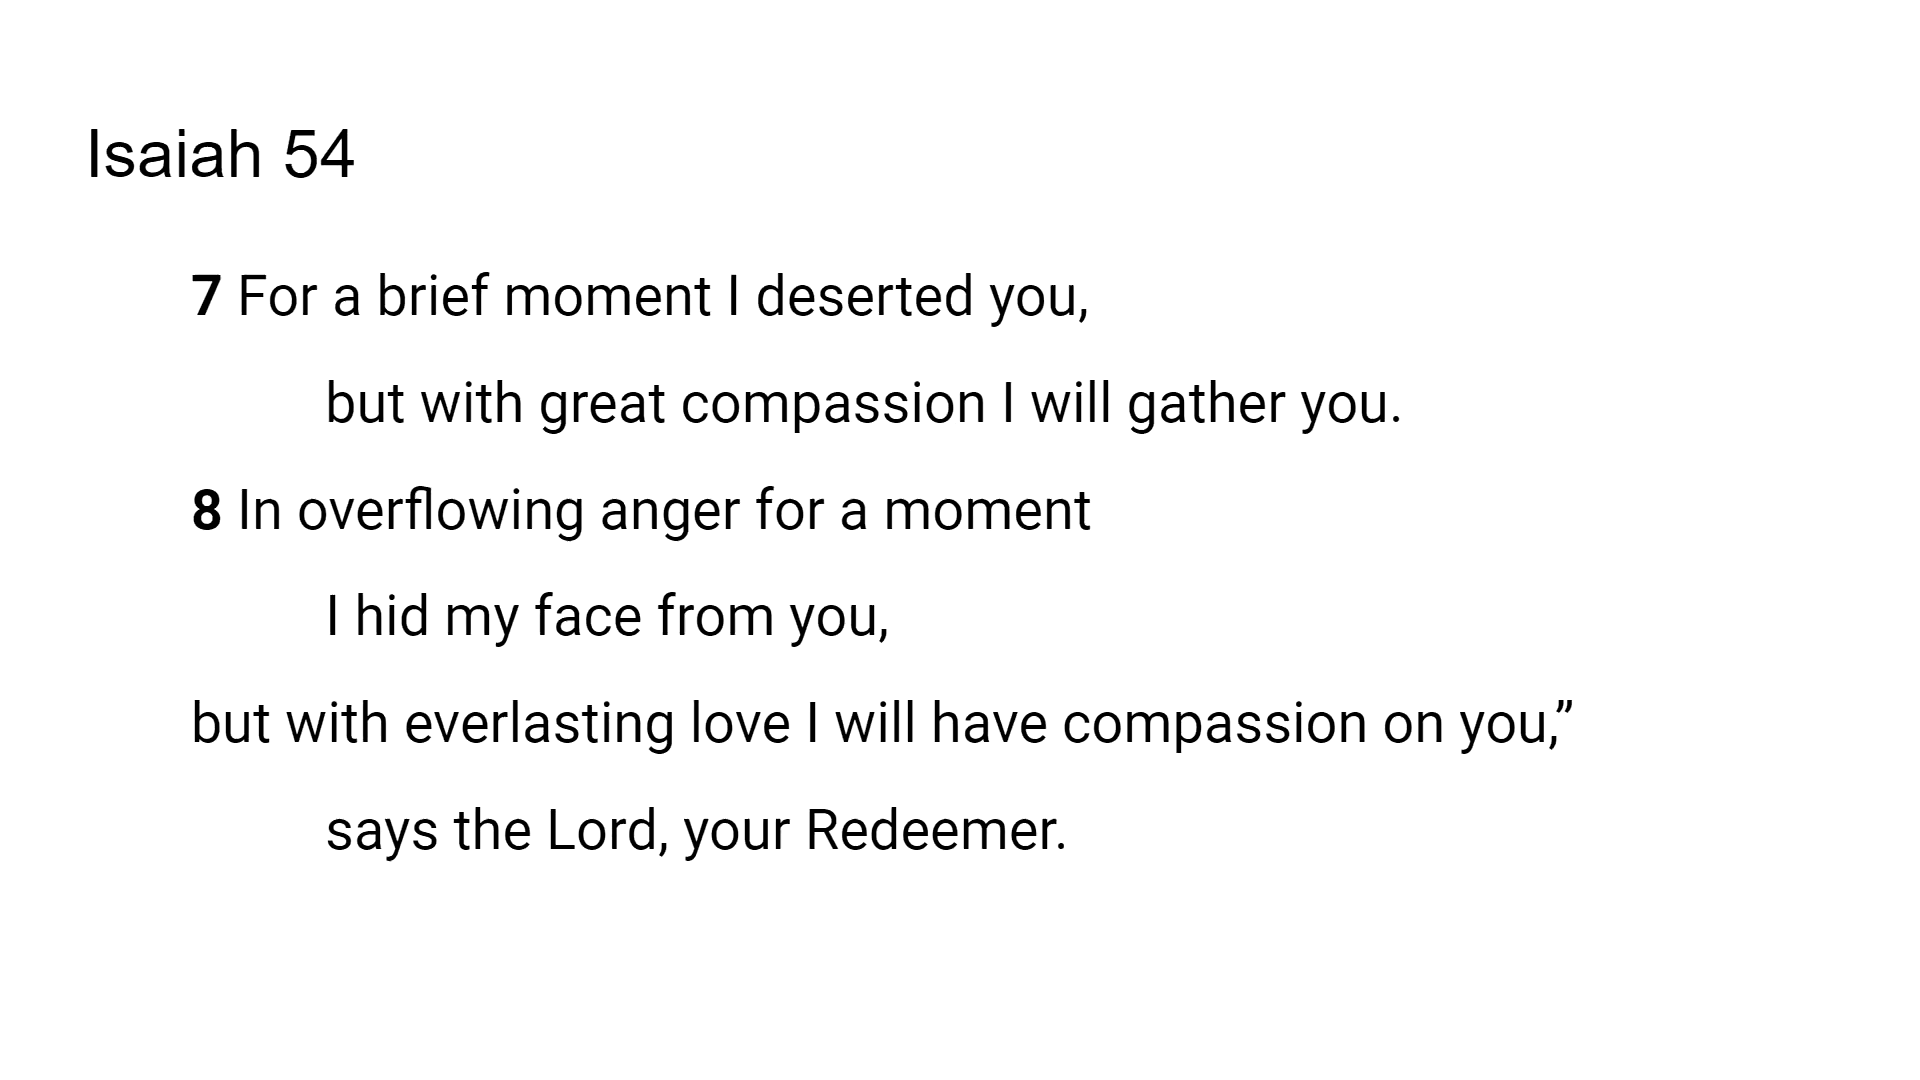 Isaiah 54
7 For a brief moment I deserted you,
but with great compassion I will gather you.
8 In overflowing anger for a moment
I hid my face from you,
but with everlasting love I will have compassion on you,”
says the Lord, your Redeemer.